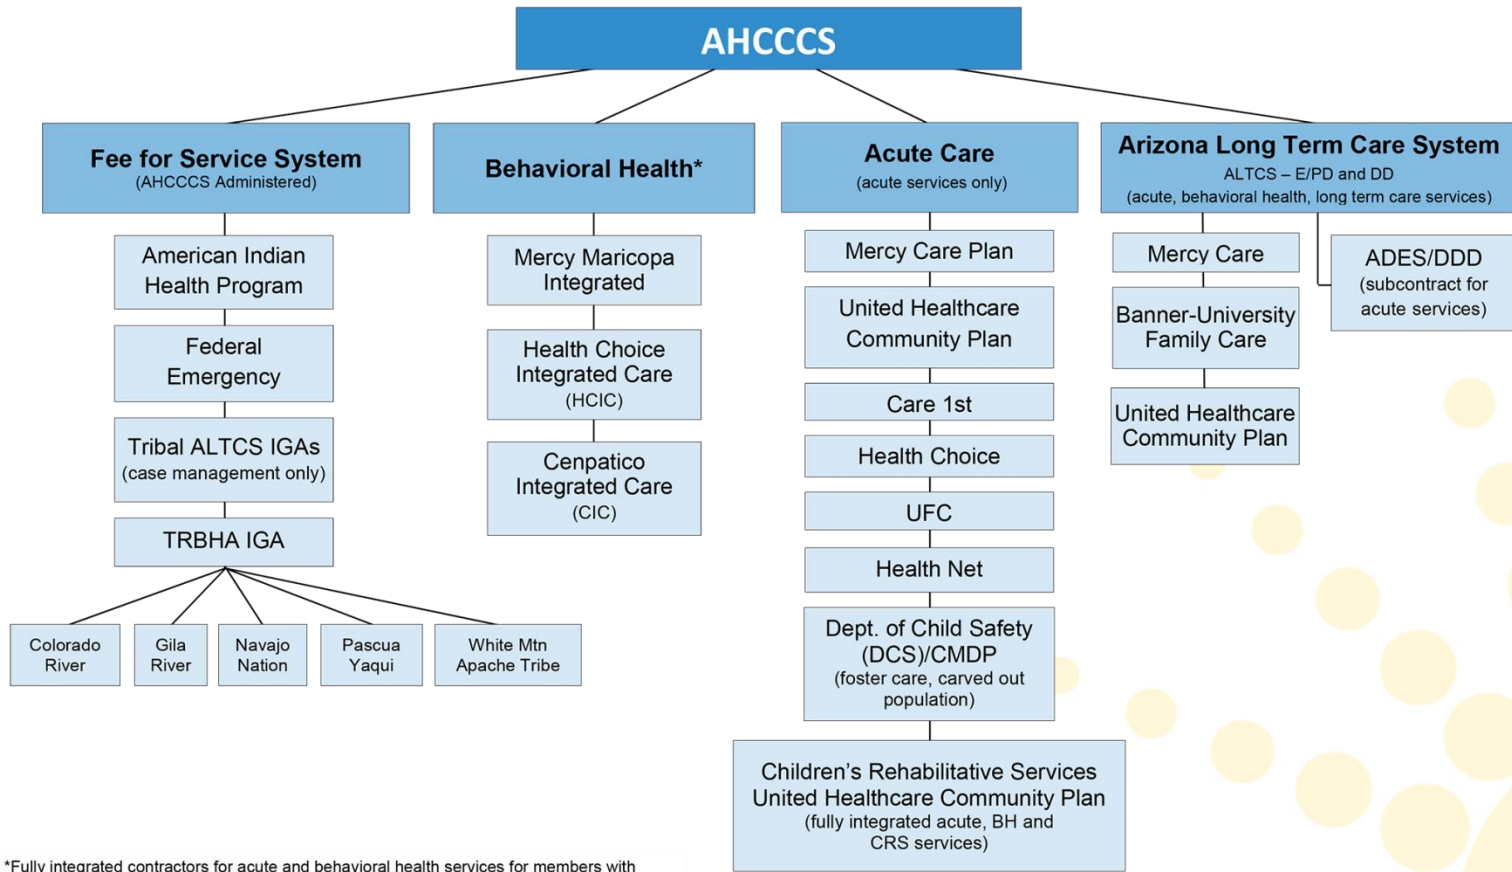 AHCCCS
Fee for Service System
(AHCCCS Administered)
American Indian
Health Program
Federal
Emergency
Tribal ALTCS IGAs
(case management only)
TRBHA IGA
Colorado
River
Gila
River
Navajo
Nation
Pascua
Yaqui
White Mtn
Apache Tribe
Behavioral Health*
Mercy Maricopa
Integrated
Health Choice
Integrated Care
(HCIC)
Cenpatico
Integrated Care
(CIC)
Acute Care
(acute services only)
Mercy Care Plan
United Healthcare
Community Plan
Care 1st
Health Choice
UFC
Health Net
Dept. of Child Safety
(DCS)/CMDP
(foster care, carved out
population)
Children's Rehabilitative Services
United Healthcare Community Plan
(fully integrated acute, BH and
CRS services)
Arizona Long Term Care System
ALTCS – E/PD and DD
(acute, behavioral health, long term care services)
Mercy Care
Banner-University
Family Care
United Healthcare
Community Plan
ADES/DDD
(subcontract for
acute services)
*Fully integrated contractors for acute and behavioral health services for members with